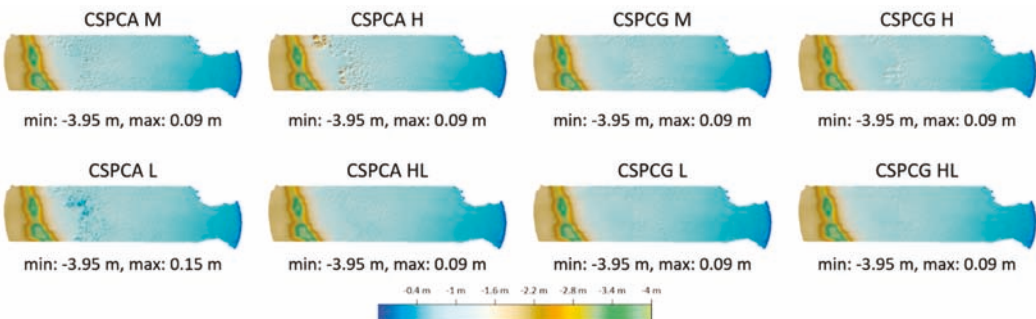 CSPCA M
CSPCA H
CSPCG M
CSPCG H
min: -3.95 m, max: 0.09 m
min: -3.95 m, max: 0.09 m
min: -3.95 m, max: 0.09 m
min: -3.95 m, max: 0.09 m
CSPCA L
CSPCA HL
CSPCG L
CSPCG HL
min: -3.95 m, max: 0.15 m
min: -3.95 m, max: 0.09 m
min: -3.95 m, max: 0.09 m
min: -3.95 m, max: 0.09 m
-0.4 m -1 m -1.6 m -2.2 m -2.8 m -3.4 m -4 m